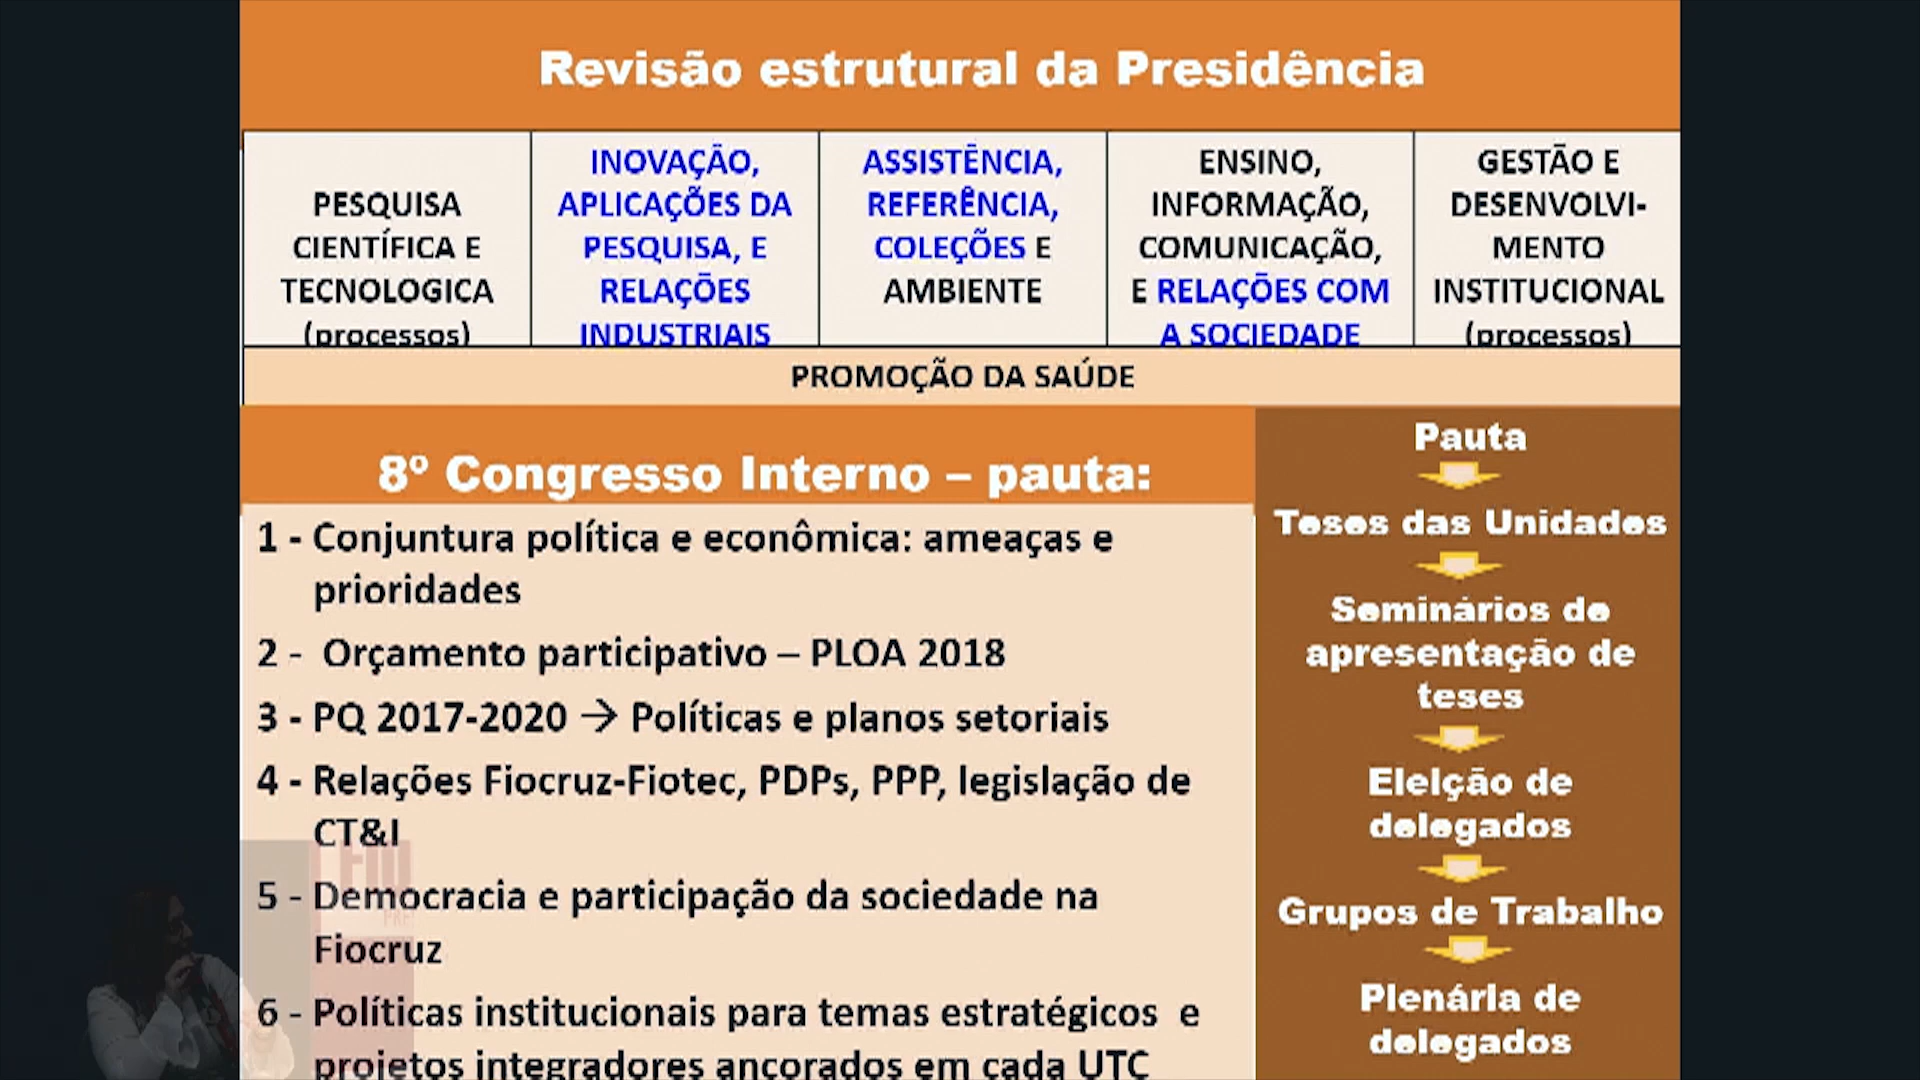 Revisão estrutural da Presidência
PESQUISA
CIENTÍFICA E
TECNOLOGICA
(processos)
INOVAÇÃO,
APLICAÇÕES DA
PESQUISA, E
RELAÇÕES
INDUSTRIAIS
ASSISTÊNCIA,
REFERÊNCIA,
COLEÇÕES E
AMBIENTE
ENSINO,
INFORMAÇÃO,
COMUNICAÇÃO,
E RELAÇÕES COM
A SOCIEDADE
GESTÃO E
DESENVOLVI-
MENTO
INSTITUCIONAL
(processos)
PROMOÇÃO DA SAÚDE
8º Congresso Interno – pauta:
1 - Conjuntura política e econômica: ameaças e
prioridades
2 - Orçamento participativo – PLOA 2018
3 - PQ 2017-2020 → Políticas e planos setoriais
4 - Relações Fiocruz-Fiotec, PDPs, PPP, legislação de
CT&I
5 - Democracia e participação da sociedade na
Fiocruz
6 - Políticas institucionais para temas estratégicos e
projetos integradores ancorados em cada UTC
Pauta
Teses das Unidades
Seminários de
apresentação de
teses
Eleição de
delegados
Grupos de Trabalho
Plenária de
delegados